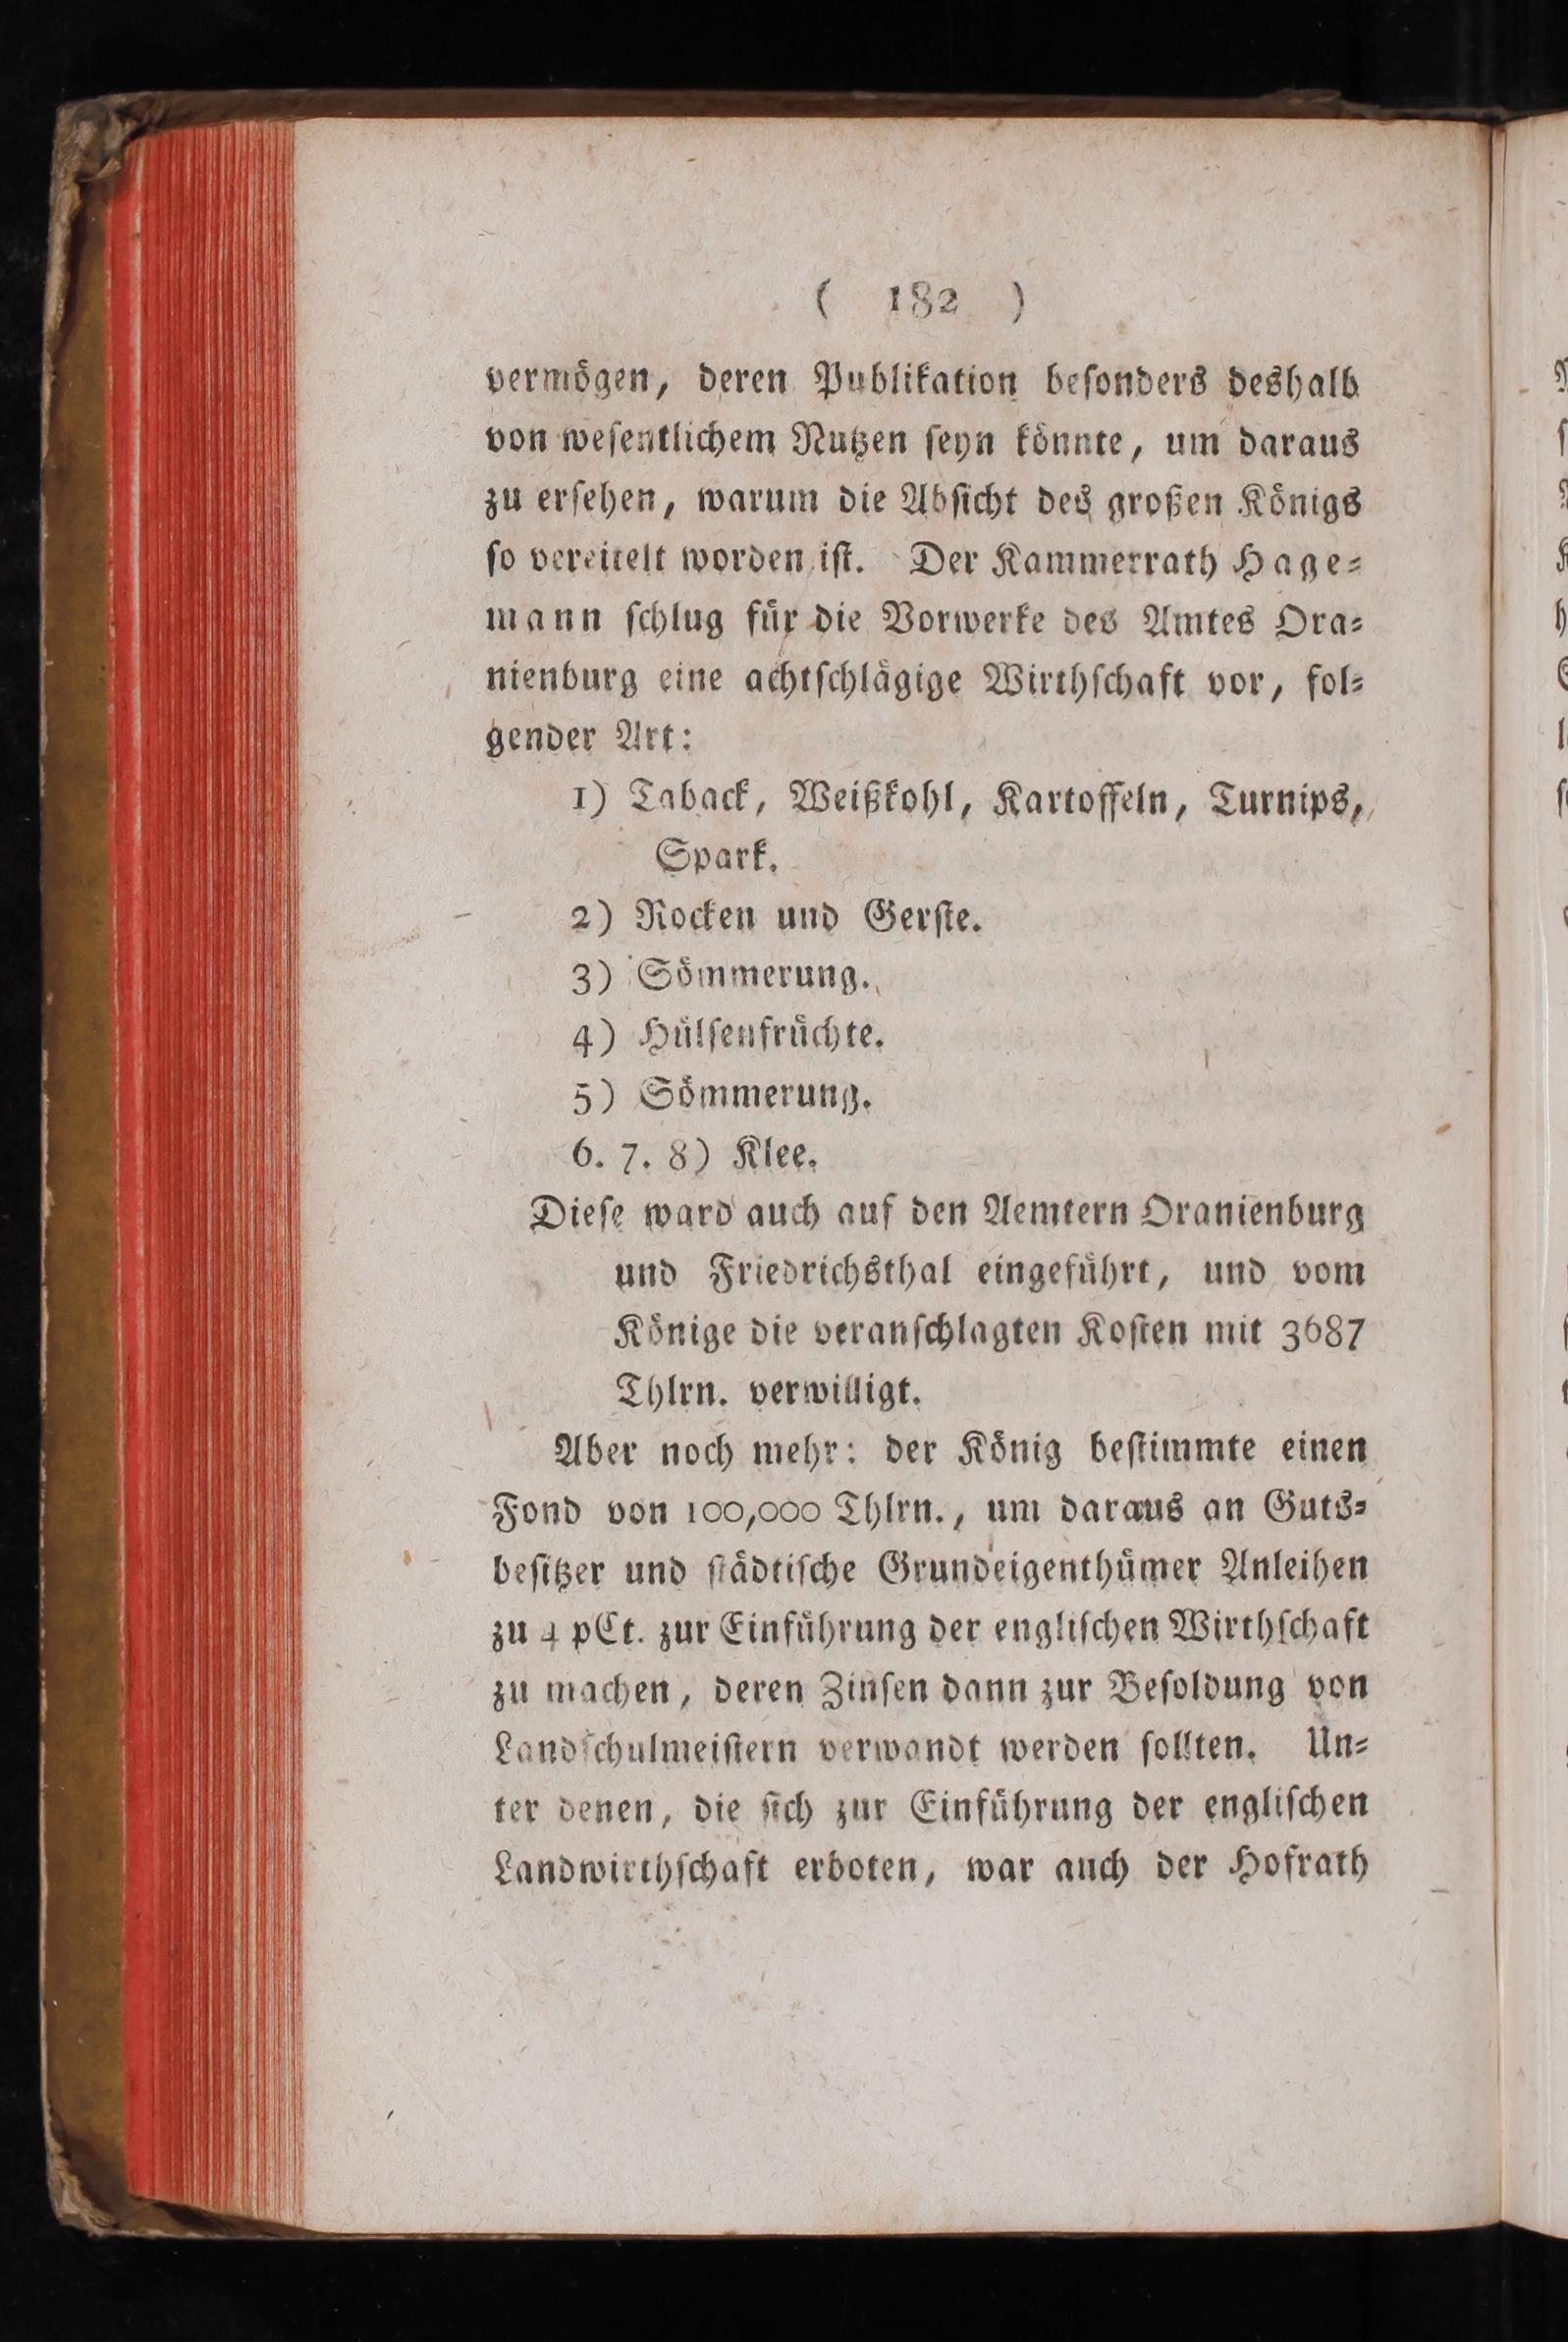 ( 182 )
vermögen, deren Publikation beſonders deshalb
von weſentlichem Nutzen ſeyn könnte, um daraus
zu erſehen, warum die Abſicht des großen Königs
ſo vereitelt worden iſt. Der Kammerrath Hage⸗
mann ſchlug für die Vorwerke des Amtes Ora⸗
nienburg eine achtſchlägige Wirthſchaft vor, fol⸗
gender Art:
1) Taback, Weißkohl, Kartoffeln, Turnips,
Spark.
2) Rocken und Gerſte.
3) Sömmerung.
4) Hülſenfrüchte.
5) Sömmerung.
6. 7. 8) Klee.
Dieſe ward auch auf den Aemtern Oranienburg
und Friedrichsthal eingeführt, und vom
Könige die veranſchlagten Koſten mit 3687
Thlrn. verwilligt.
Aber noch mehr: der König beſtimmte einen
Fond von 100,000 Thlrn., um daraus an Guts⸗
beſitzer und ſtädtiſche Grundeigenthümer Anleihen
zu 4 pCt. zur Einführung der engliſchen Wirthſchaft
zu machen, deren Zinſen dann zur Beſoldung von
Landſchulmeiſtern verwandt werden ſollten. Un⸗
ter denen, die ſich zur Einführung der engliſchen
Landwirthſchaft erboten, war auch der Hofrath